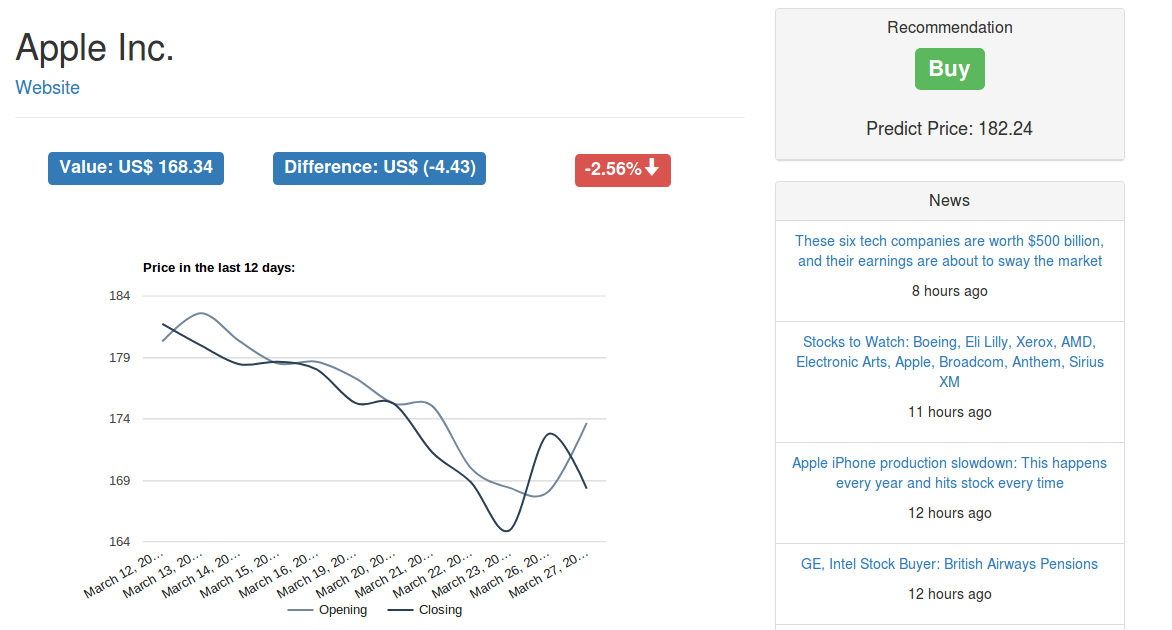 Apple Inc.
Website
Value: US$ 168.34
Difference: US$ (-4.43)
-2.56%
Price in the last 12 days:
184
179
174
169
164
March 12, 20...
March 13, 20...
March 14, 20...
March 15, 20...
March 16, 20...
March 19, 20...
March 20, 20...
March 21, 20...
March 22, 20...
March 23, 20...
March 26, 20...
March 27, 20...
Opening
Closing
Recommendation
Buy
Predict Price: 182.24
News
These six tech companies are worth $500 billion,
and their earnings are about to sway the market
8 hours ago
Stocks to Watch: Boeing, Eli Lilly, Xerox, AMD,
Electronic Arts, Apple, Broadcom, Anthem, Sirius
XM
11 hours ago
Apple iPhone production slowdown: This happens
every year and hits stock every time
12 hours ago
GE, Intel Stock Buyer: British Airways Pensions
12 hours ago